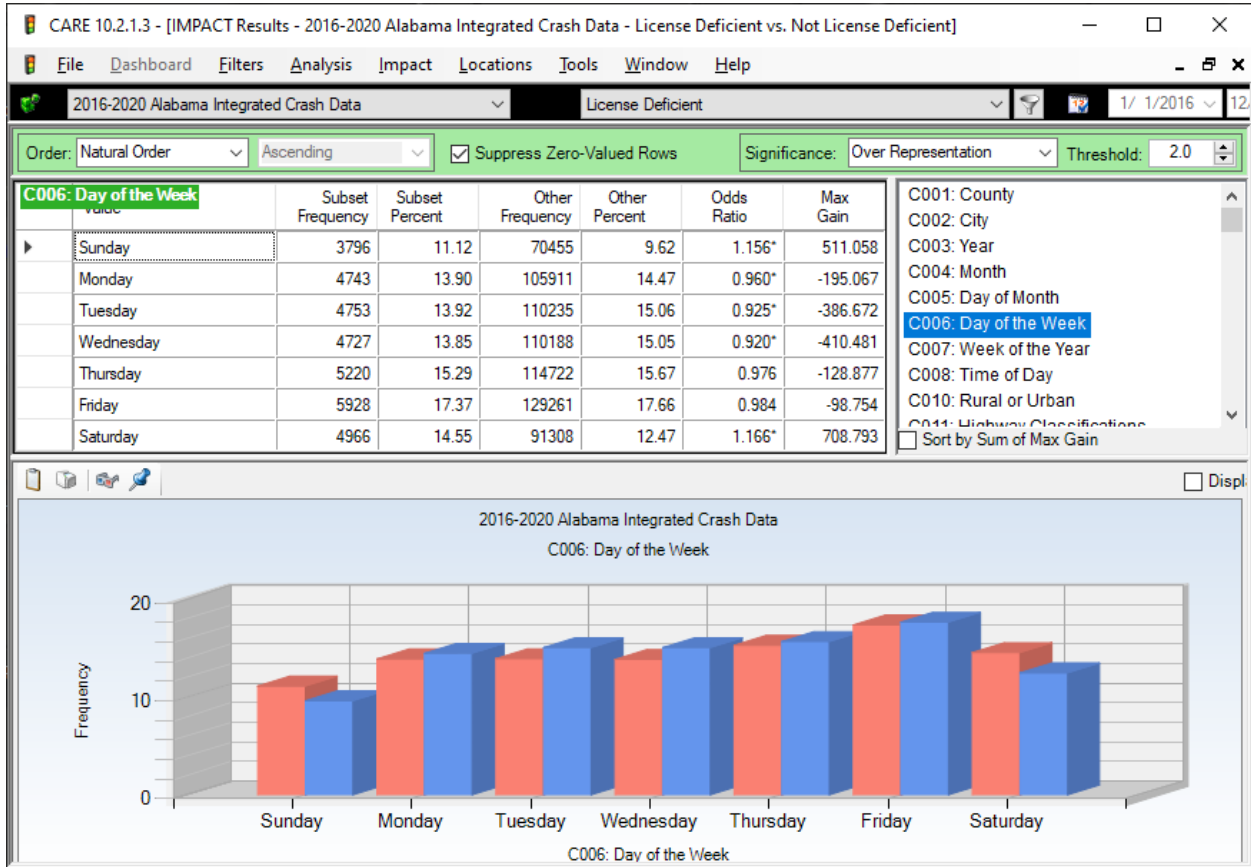 CARE 10.2.1.3 - [IMPACT Results - 2016-2020 Alabama Integrated Crash Data - License Deficient vs. Not License Deficient]
File Dashboard Filters Analysis Impact Locations Tools Window Help
2016-2020 Alabama Integrated Crash Data License Deficient 1/ 1/2016 12
Order: Natural Order Ascending Suppress Zero-Valued Rows Significance: Over Representation Threshold: 2.0
C006: Day of the Week
Subset Frequency Subset Percent Other Frequency Other Percent Odds Ratio Max Gain
Sunday 3796 11.12 70455 9.62 1.156* 511.058
Monday 4743 13.90 105911 14.47 0.960* -195.067
Tuesday 4753 13.92 110235 15.06 0.925* -386.672
Wednesday 4727 13.85 110188 15.05 0.920* -410.481
Thursday 5220 15.29 114722 15.67 0.976 -128.877
Friday 5928 17.37 129261 17.66 0.984 -98.754
Saturday 4966 14.55 91308 12.47 1.166* 708.793
C001: County
C002: City
C003: Year
C004: Month
C005: Day of Month
C006: Day of the Week
C007: Week of the Year
C008: Time of Day
C010: Rural or Urban
C011: Highway Classifications
Sort by Sum of Max Gain
Displ
2016-2020 Alabama Integrated Crash Data
C006: Day of the Week
20
10
0
Frequency
Sunday Monday Tuesday Wednesday Thursday Friday Saturday
C006: Day of the Week